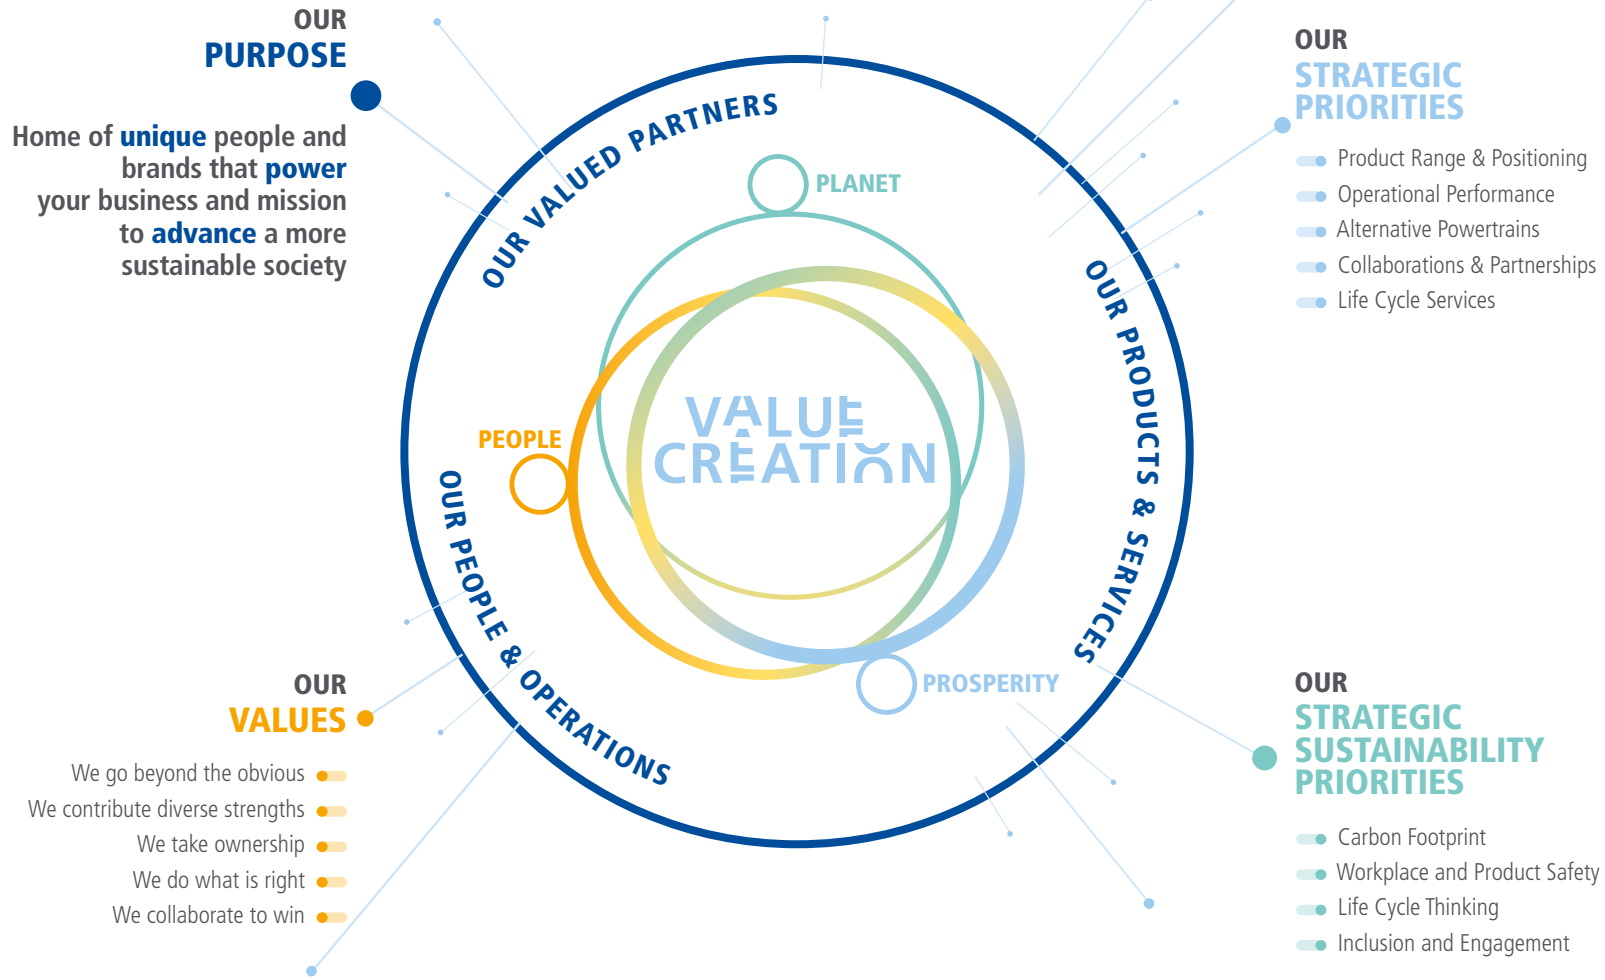 OUR
PURPOSE
Home of unique people and
brands that power
your business and mission
to advance a more
sustainable society
OUR VALUED PARTNERS
PLANET
OUR PRODUCTS & SERVICES
PEOPLE
VALUE
CREATION
OUR PEOPLE & OPERATIONS
PROSPERITY
OUR
STRATEGIC
PRIORITIES
Product Range & Positioning
Operational Performance
Alternative Powertrains
Collaborations & Partnerships
Life Cycle Services
OUR
VALUES
We go beyond the obvious
We contribute diverse strengths
We take ownership
We do what is right
We collaborate to win
OUR
STRATEGIC
SUSTAINABILITY
PRIORITIES
Carbon Footprint
Workplace and Product Safety
Life Cycle Thinking
Inclusion and Engagement